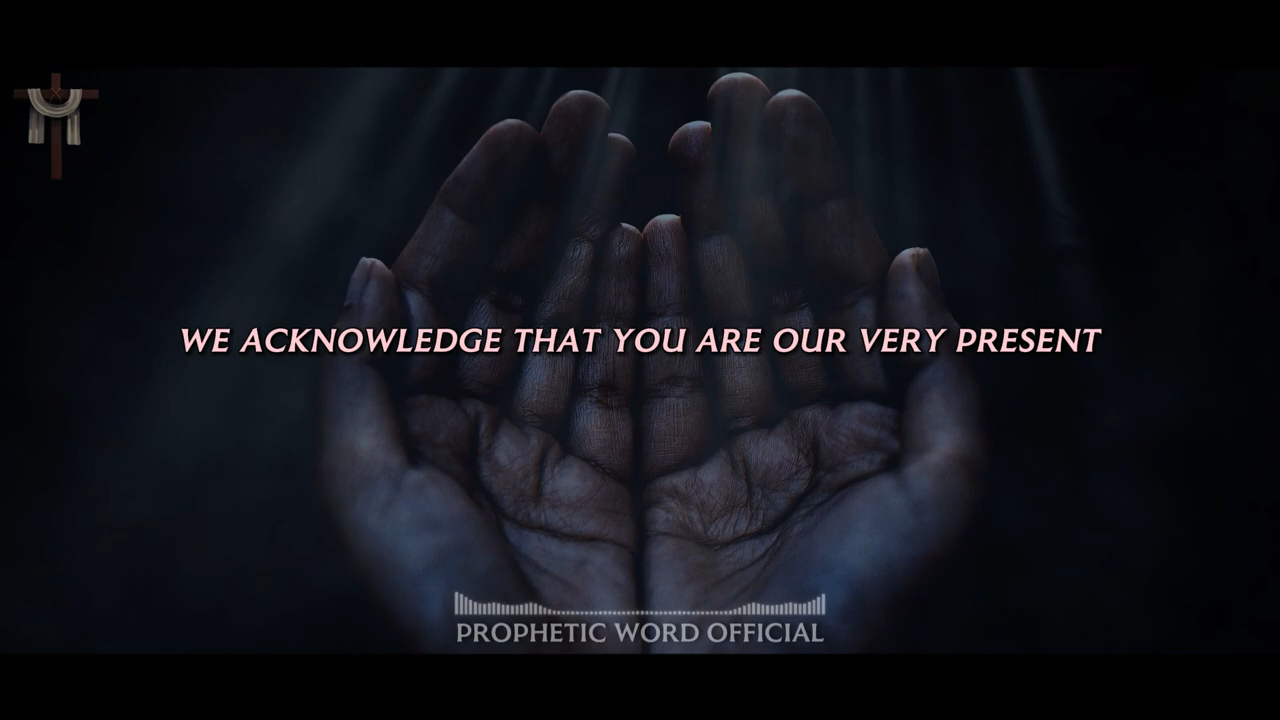 WE ACKNOWLEDGE THAT YOU ARE OUR VERY PRESENT
PROPHETIC WORD OFFICIAL